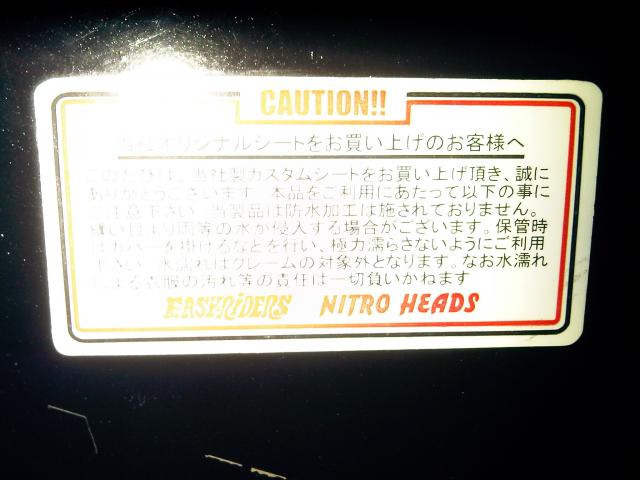 CAUTION!!
当社オリジナルシートをお買い上げのお客様へ
このたびは、当社製カスタムシートをお買い上げ頂き、誠に
ありがとうございます。本品をご利用にあたって以下の事に
ご注意下さい。当製品は防水加工は施されておりません。
縫い目より雨等の水が侵入する場合がございます。保管時
はカバーを掛けるなどを行い、極力濡らさないようにご利用
下さい。水濡れはクレームの対象外となります。なお水濡れ
による衣服の汚れ等の責任は一切負いかねます
EASYRIDERS NITRO HEADS